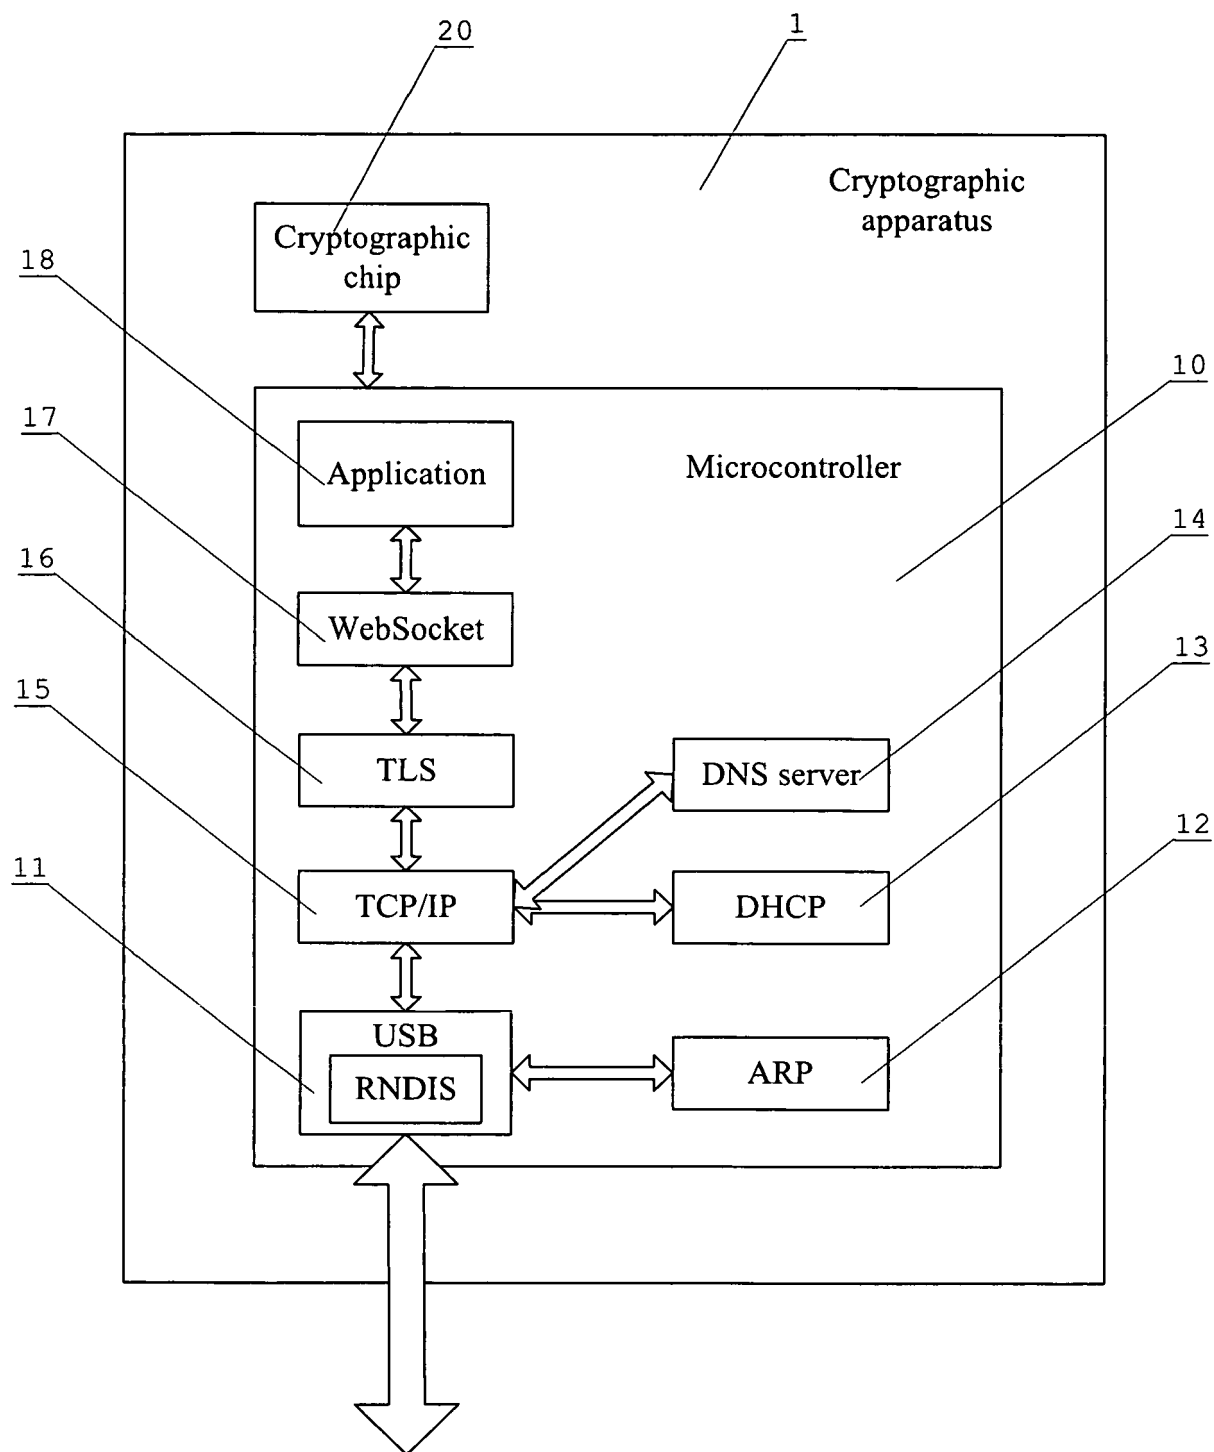 20
1
Cryptographic
apparatus
Cryptographic
chip
18
10
17
Application
Microcontroller
14
16
WebSocket
13
15
TLS
DNS server
12
11
TCP/IP
DHCP
USB
RNDIS
ARP